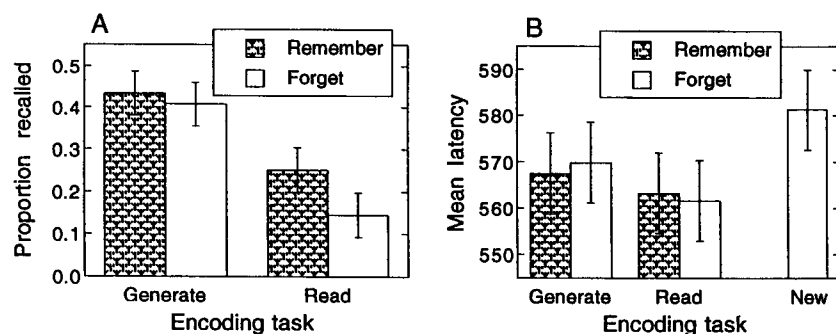 A
Remember
Forget
Proportion recalled
0.5
0.4
0.3
0.2
0.1
0.0
Generate Read
Encoding task
B
Remember
Forget
Mean latency
590
580
570
560
550
Generate Read New
Encoding task